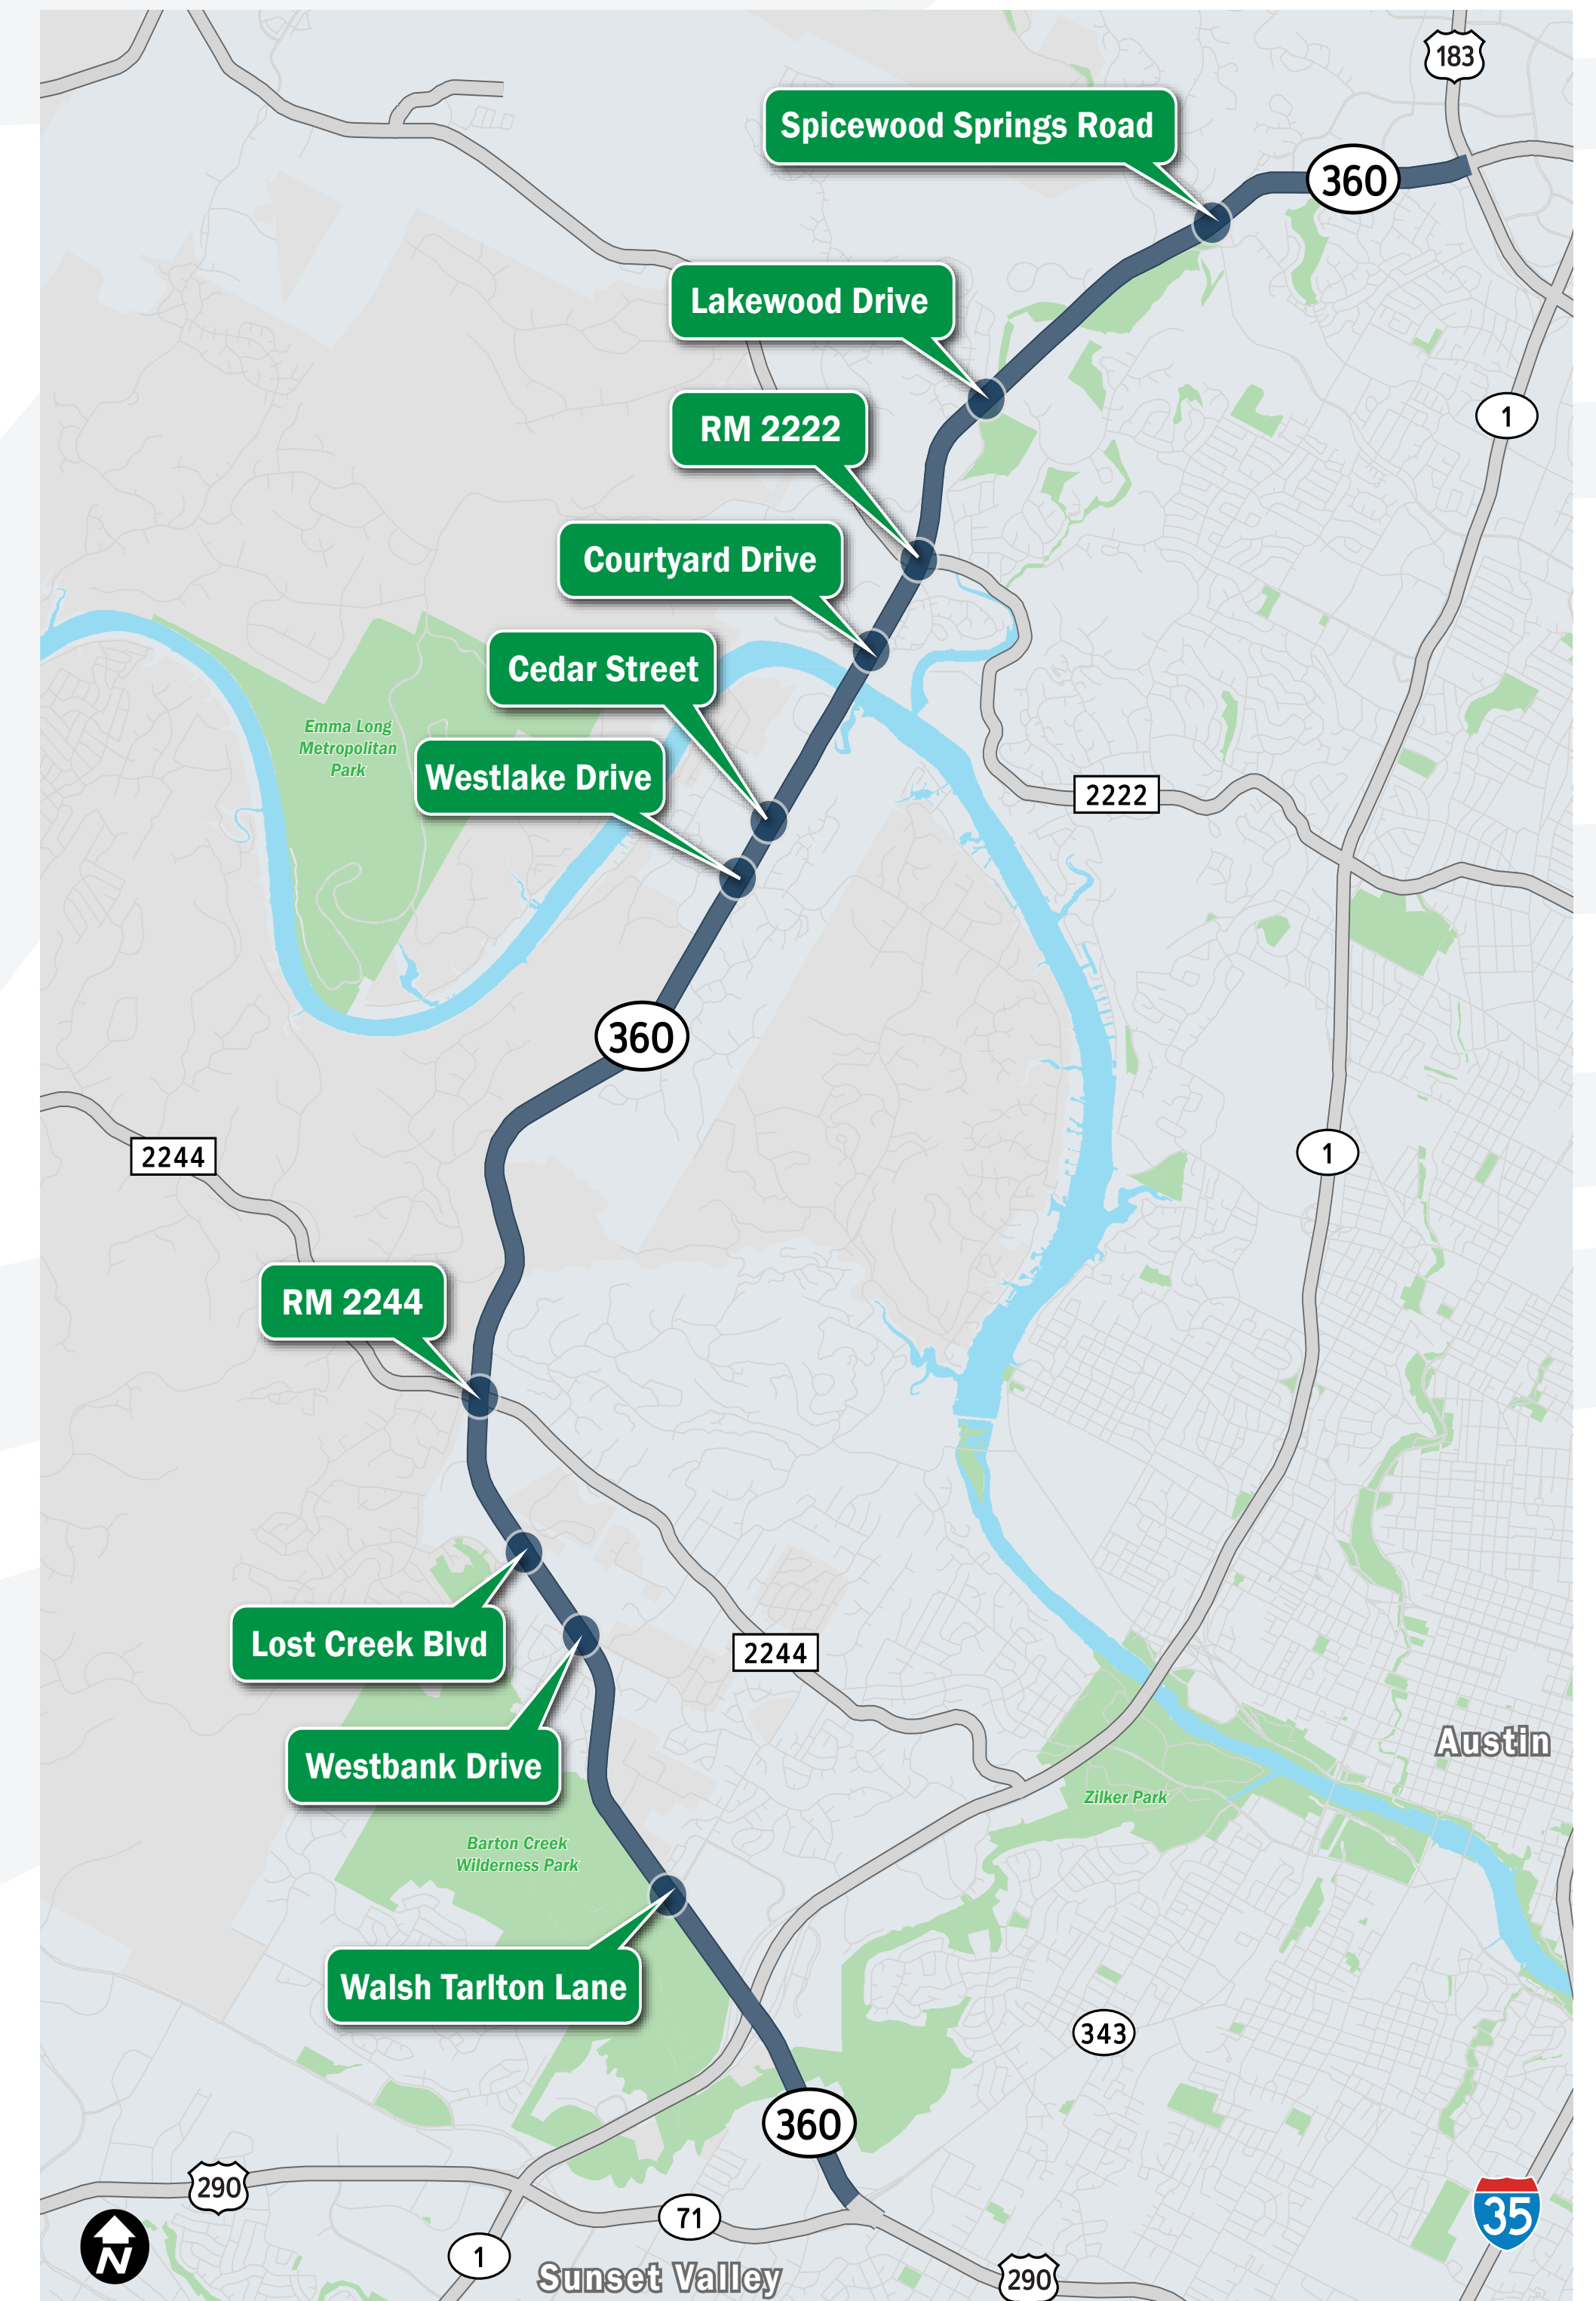 183
Spicewood Springs Road
360
Lakewood Drive
1
RM 2222
Courtyard Drive
Cedar Street
Emma Long
Metropolitan
Park
Westlake Drive
2222
360
2244
1
RM 2244
Lost Creek Blvd
2244
Austin
Westbank Drive
Zilker Park
Barton Creek
Wilderness Park
Walsh Tarlton Lane
343
360
290
71
35
N
1
Sunset Valley
290